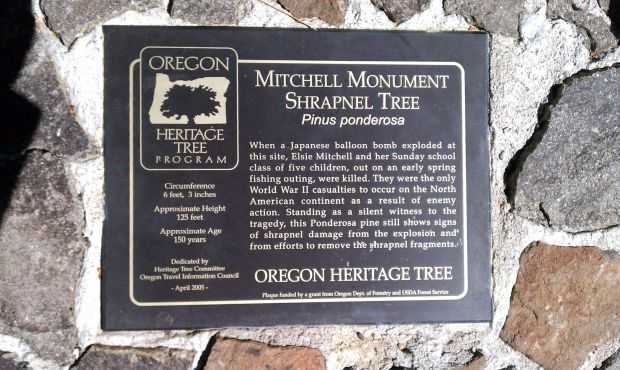 OREGON
HERITAGE
TREE
PROGRAM
Circumference
6 feet, 3 inches
Approximate Height
125 feet
Approximate Age
150 years
Dedicated by
Heritage Tree Committee
Oregon Travel Information Council
- April 2005 -
MITCHELL MONUMENT
SHRAPNEL TREE
Pinus ponderosa
When a Japanese balloon bomb exploded at
this site, Elsie Mitchell and her Sunday school
class of five children, out on an early spring
fishing outing, were killed. They were the only
World War II casualties to occur on the North
American continent as a result of enemy
action. Standing as a silent witness to the
tragedy, this Ponderosa pine still shows signs
of shrapnel damage from the explosion and
from efforts to remove the shrapnel fragments.
OREGON HERITAGE TREE
Plaque funded by a grant from Oregon Dept. of Forestry and USDA Forest Service